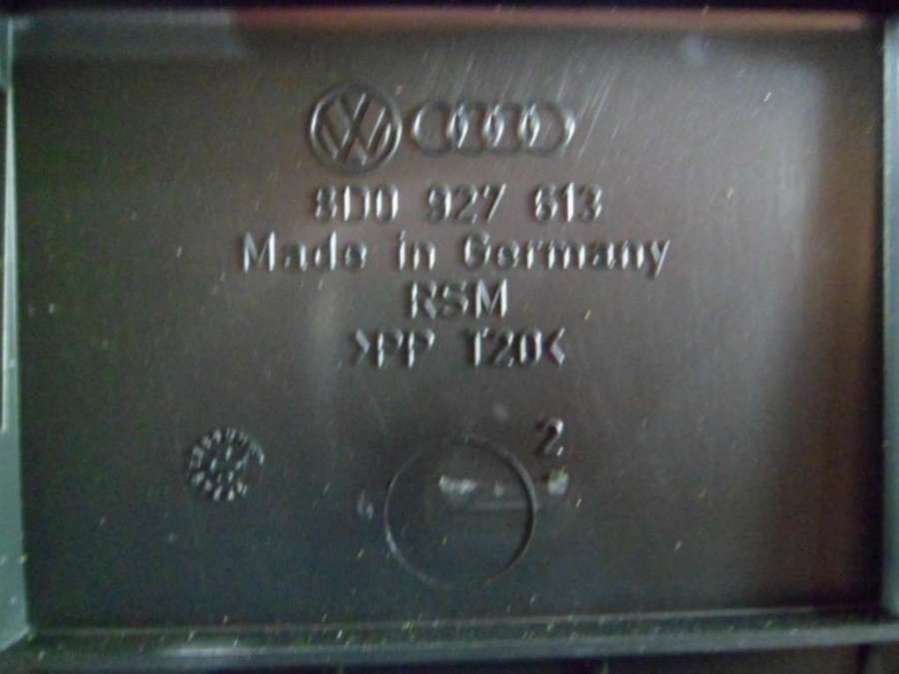 8D0 927 613
Made in Germany
RSM
>PP T20<
2